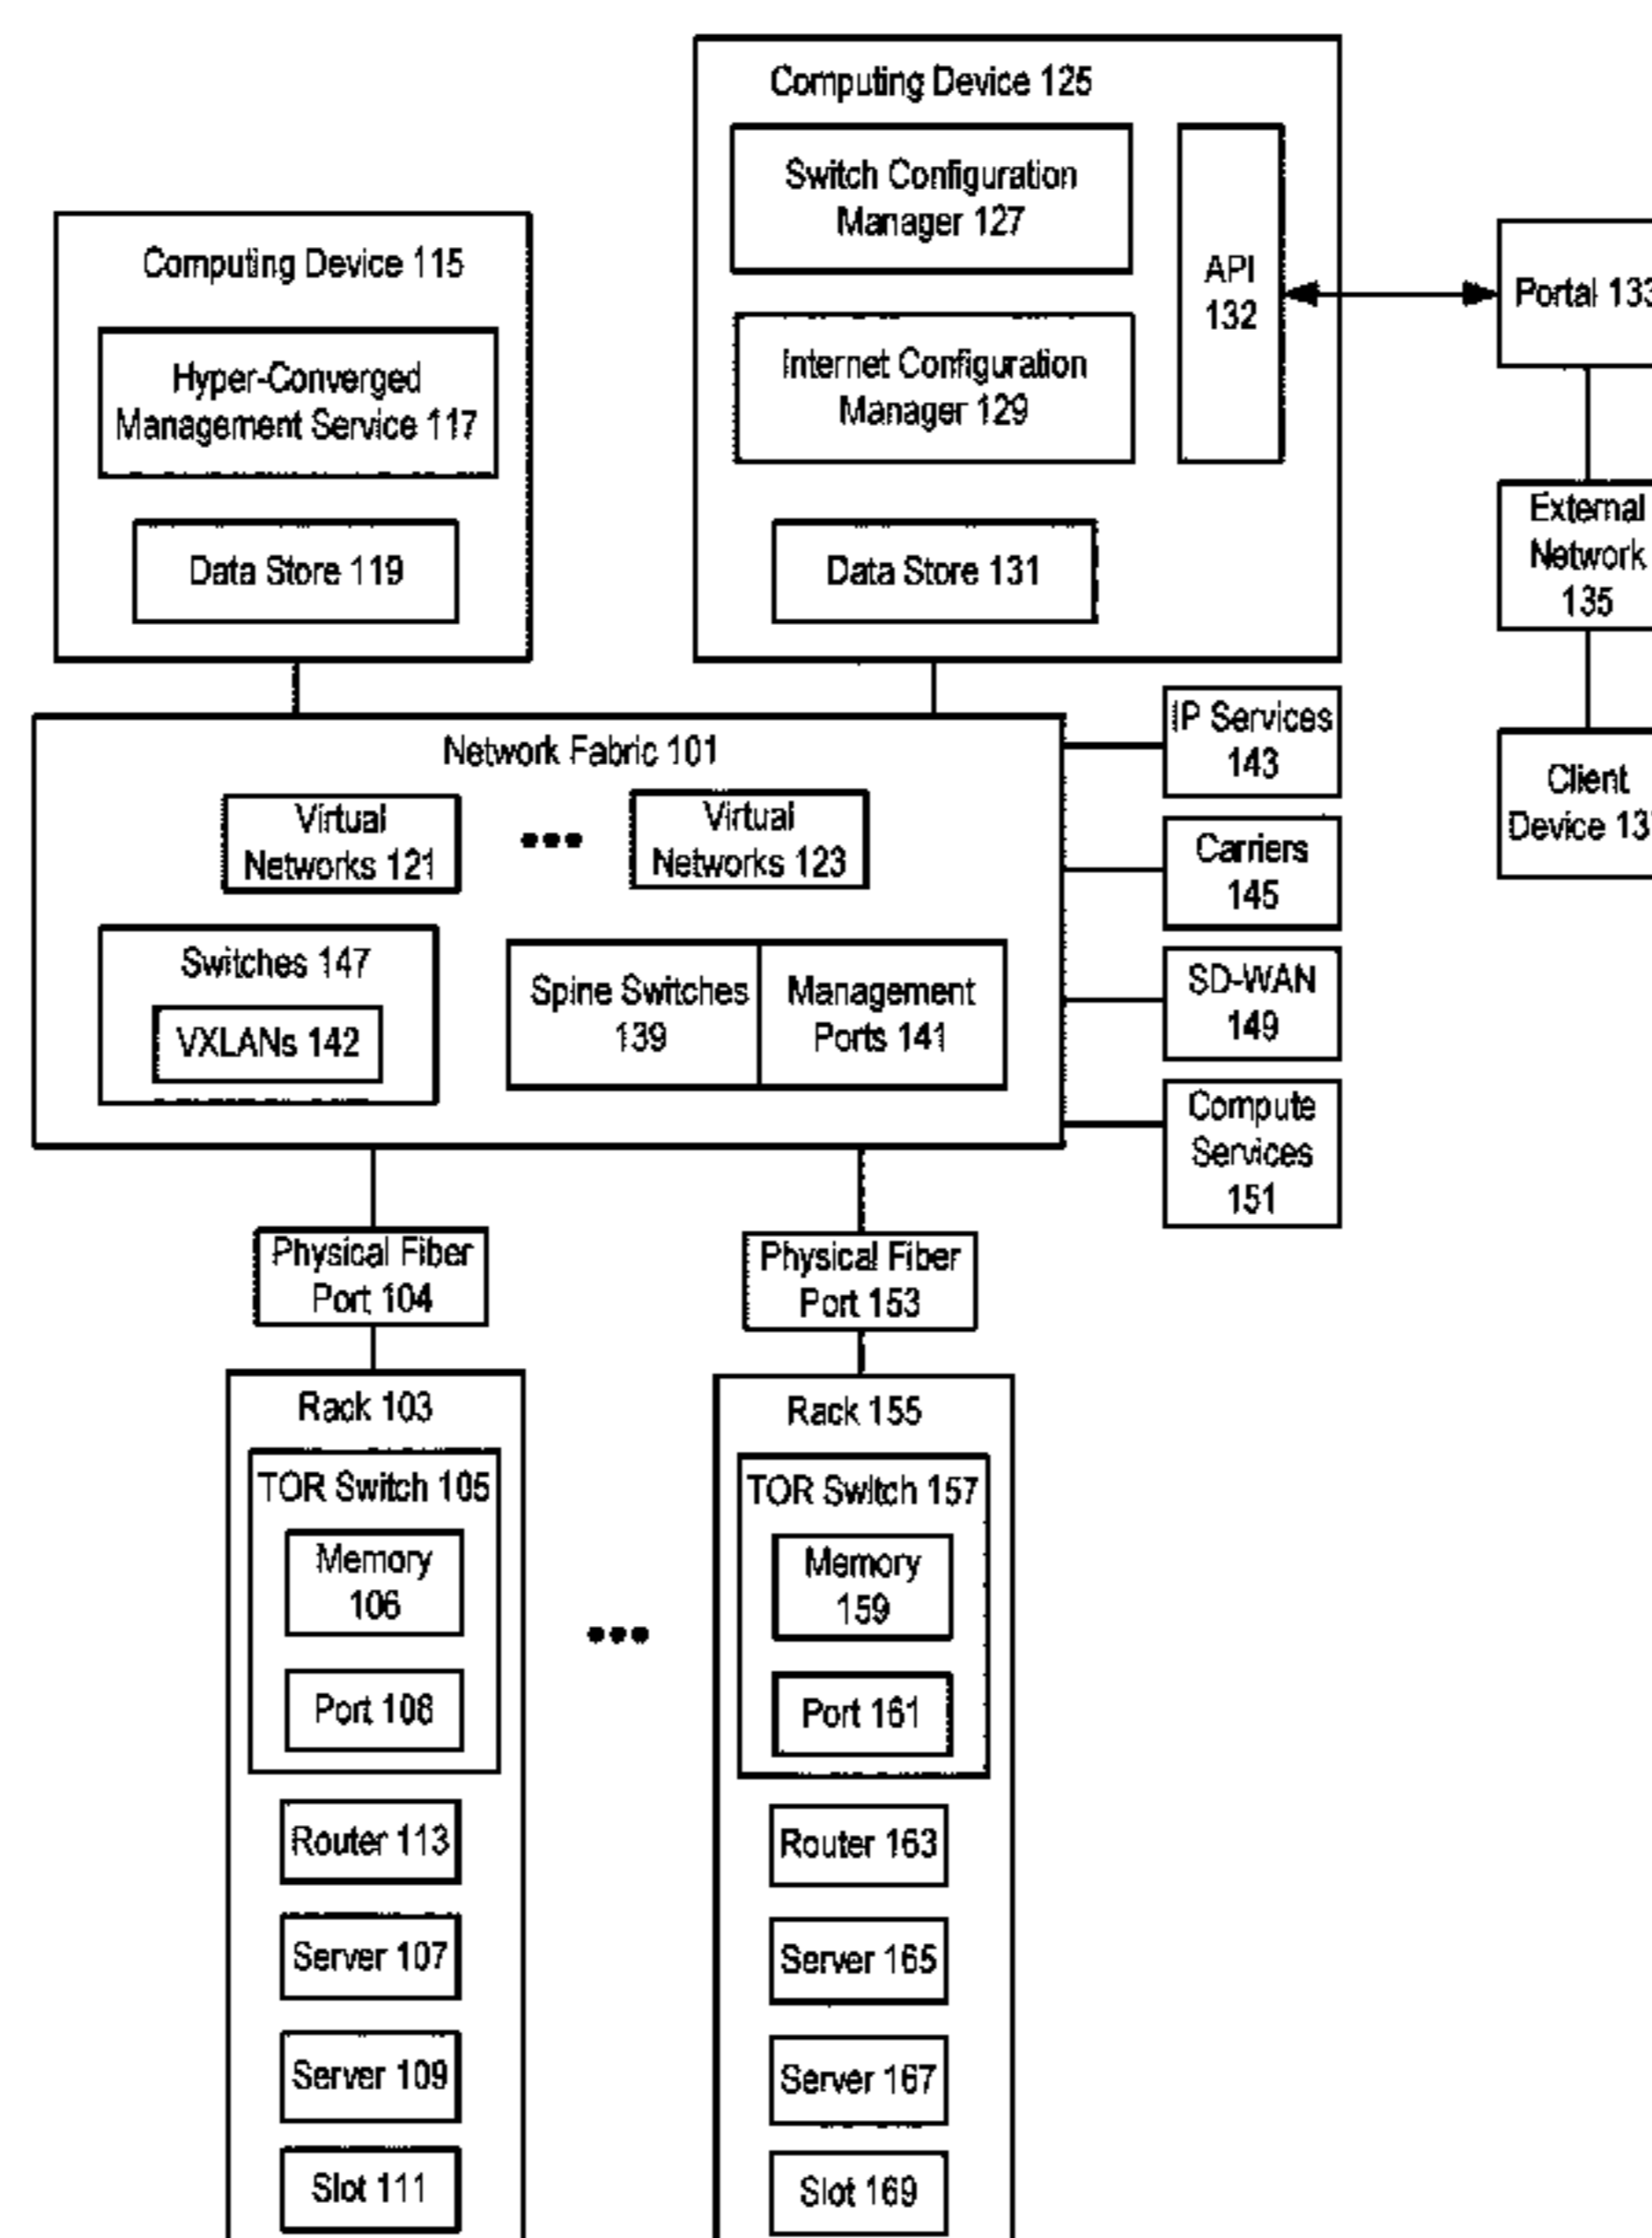 Computing Device 125
Switch Configuration
Manager 127
API
132
Internet Configuration
Manager 129
Data Store 131
Computing Device 115
Hyper-Converged
Management Service 117
Data Store 119
Portal 133
External
Network
135
Client
Device
Network Fabric 101
Virtual
Networks 121
Virtual
Networks 123
Switches 147
VXLANs 142
Spine Switches
139
Management
Ports 141
IP Services
143
Carriers
145
SD-WAN
149
Compute
Services
151
Physical Fiber
Port 104
Physical Fiber
Port 153
Rack 103
TOR Switch 105
Memory
106
Port 108
Router 113
Server 107
Server 109
Slot 111
Rack 155
TOR Switch 157
Memory
159
Port 161
Router 163
Server 165
Server 167
Slot 169